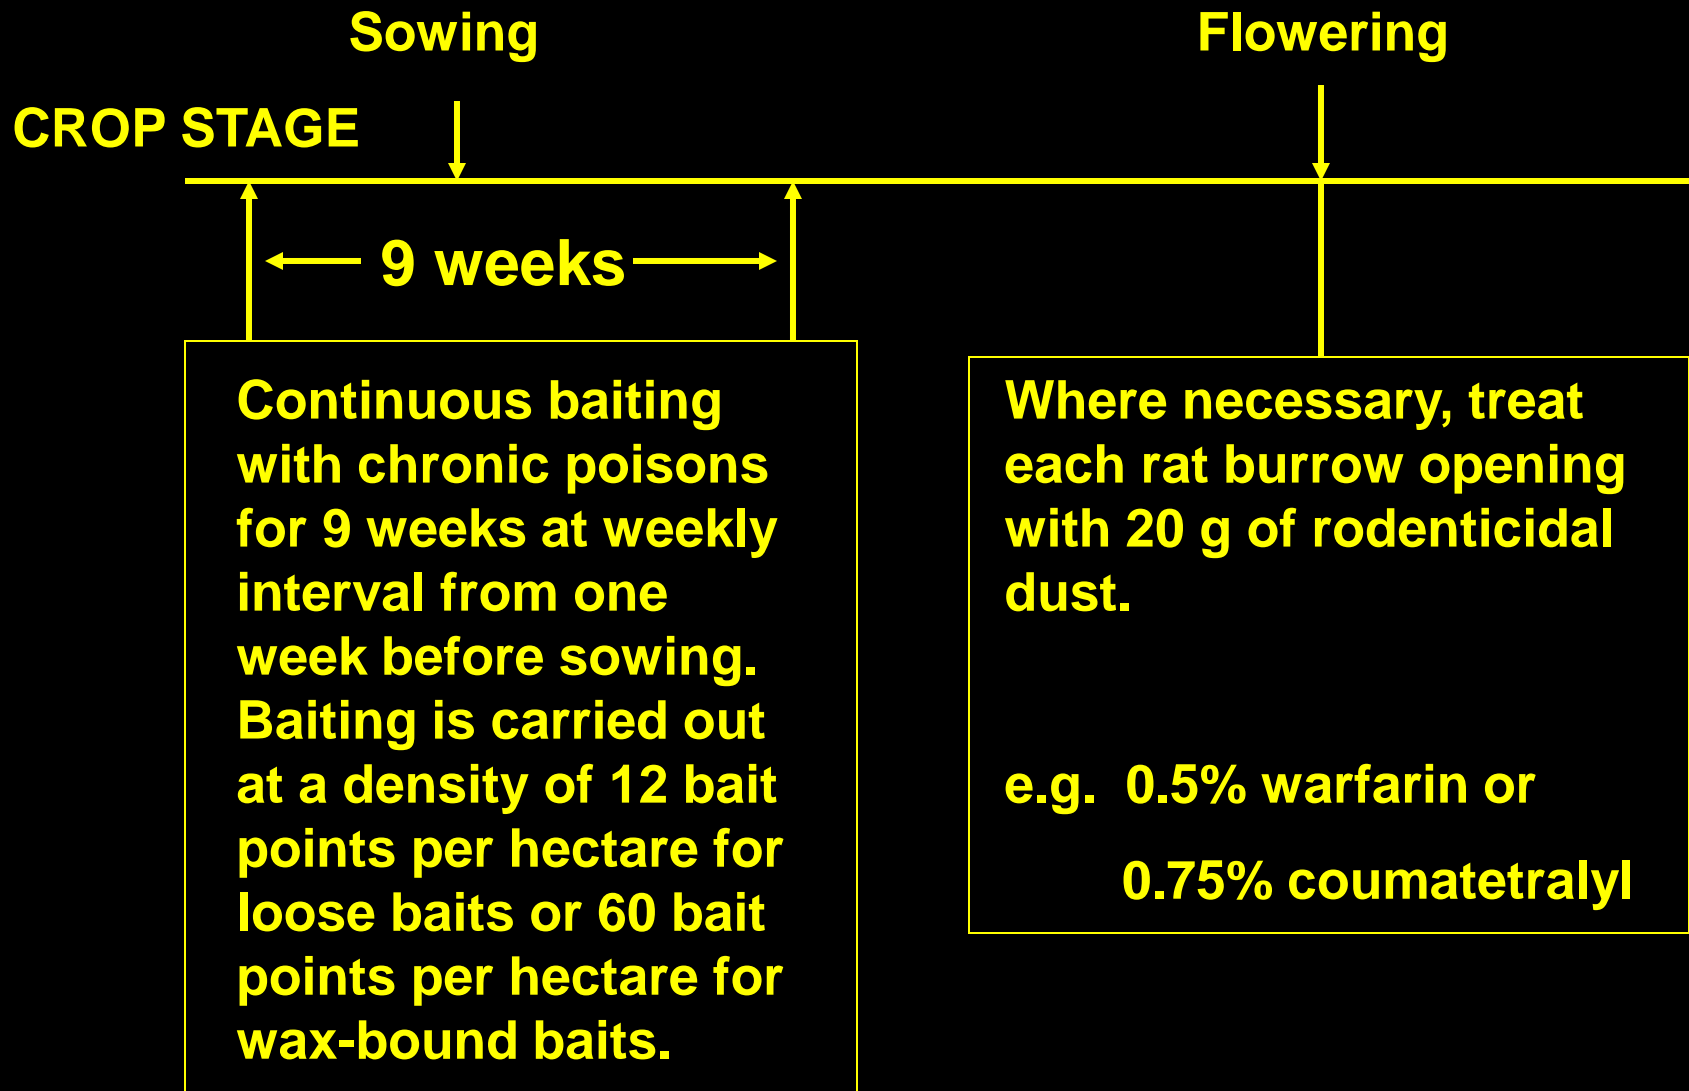 Sowing
Flowering
CROP STAGE
9 weeks
Continuous baiting
with chronic poisons
for 9 weeks at weekly
interval from one
week before sowing.
Baiting is carried out
at a density of 12 bait
points per hectare for
loose baits or 60 bait
points per hectare for
wax-bound baits.
Where necessary, treat
each rat burrow opening
with 20 g of rodenticidal
dust.
e.g. 0.5% warfarin or
0.75% coumatetralyl